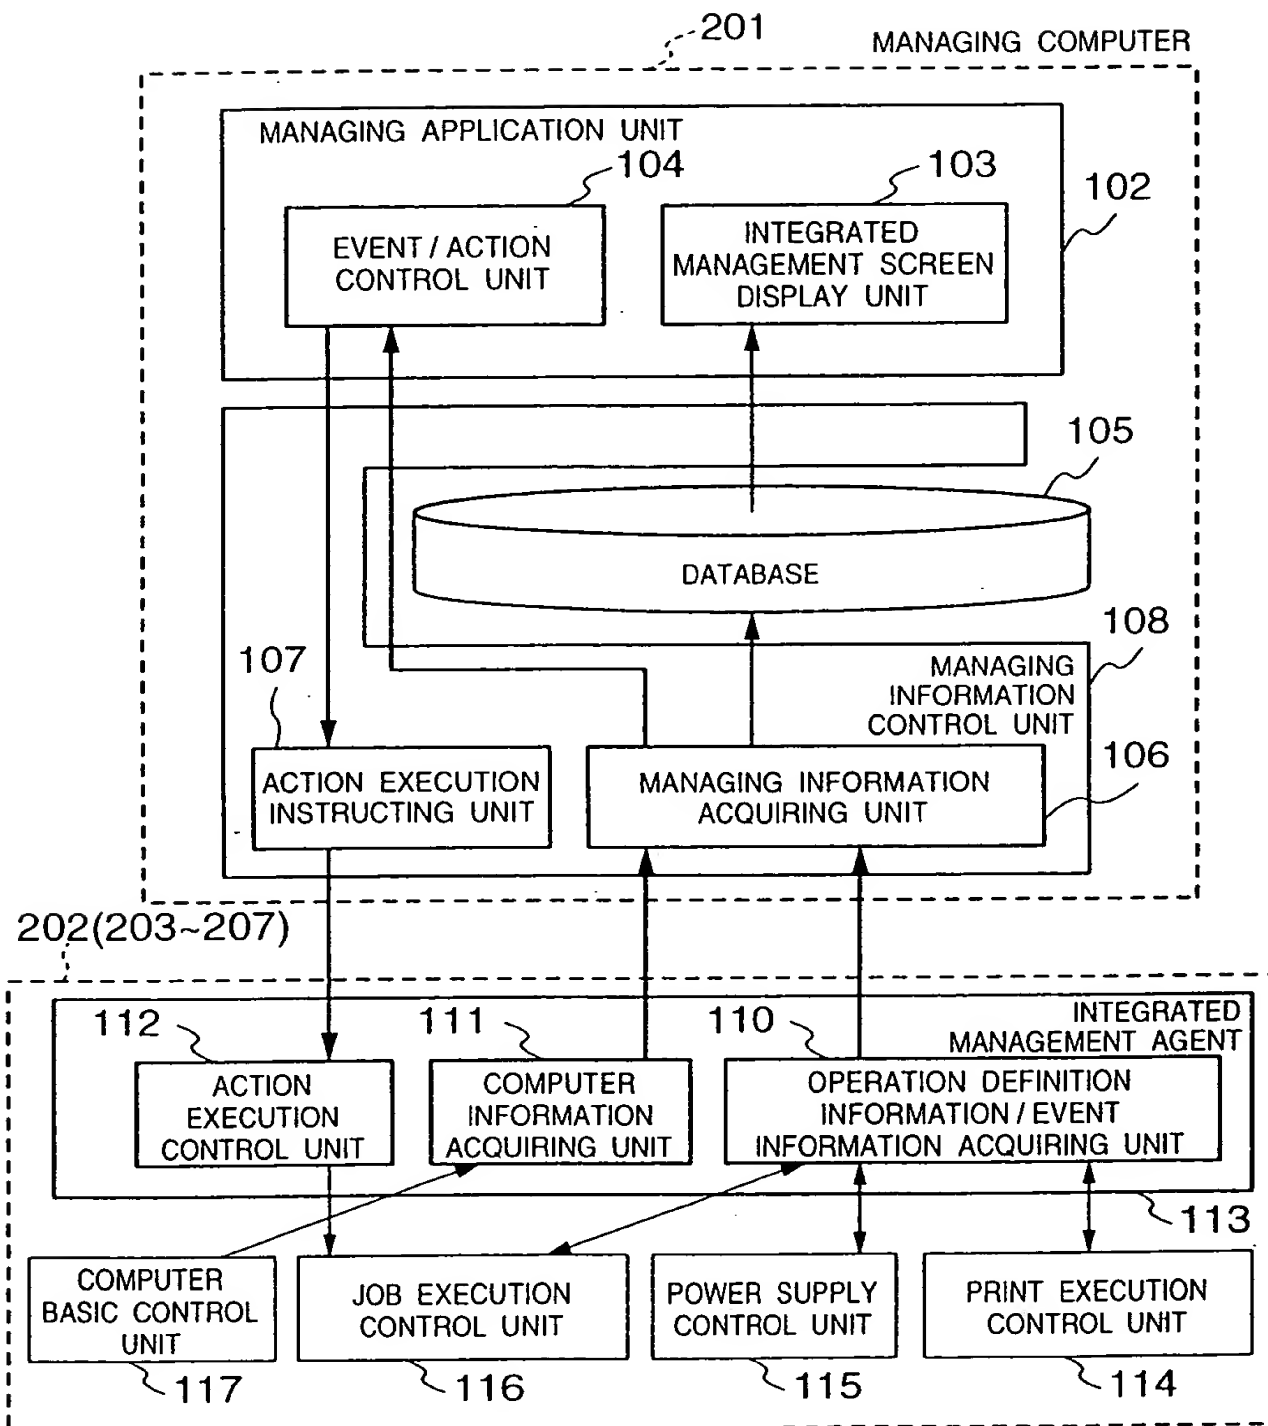 201
MANAGING COMPUTER
MANAGING APPLICATION UNIT
104
103
102
EVENT / ACTION
CONTROL UNIT
INTEGRATED
MANAGEMENT SCREEN
DISPLAY UNIT
105
DATABASE
108
107
MANAGING
INFORMATION
CONTROL UNIT
106
ACTION EXECUTION
INSTRUCTING UNIT
MANAGING INFORMATION
ACQUIRING UNIT
202(203~207)
112
111
110
INTEGRATED
MANAGEMENT AGENT
ACTION
EXECUTION
CONTROL UNIT
COMPUTER
INFORMATION
ACQUIRING UNIT
OPERATION DEFINITION
INFORMATION / EVENT
INFORMATION ACQUIRING UNIT
113
COMPUTER
BASIC CONTROL
UNIT
JOB EXECUTION
CONTROL UNIT
POWER SUPPLY
CONTROL UNIT
PRINT EXECUTION
CONTROL UNIT
117
116
115
114